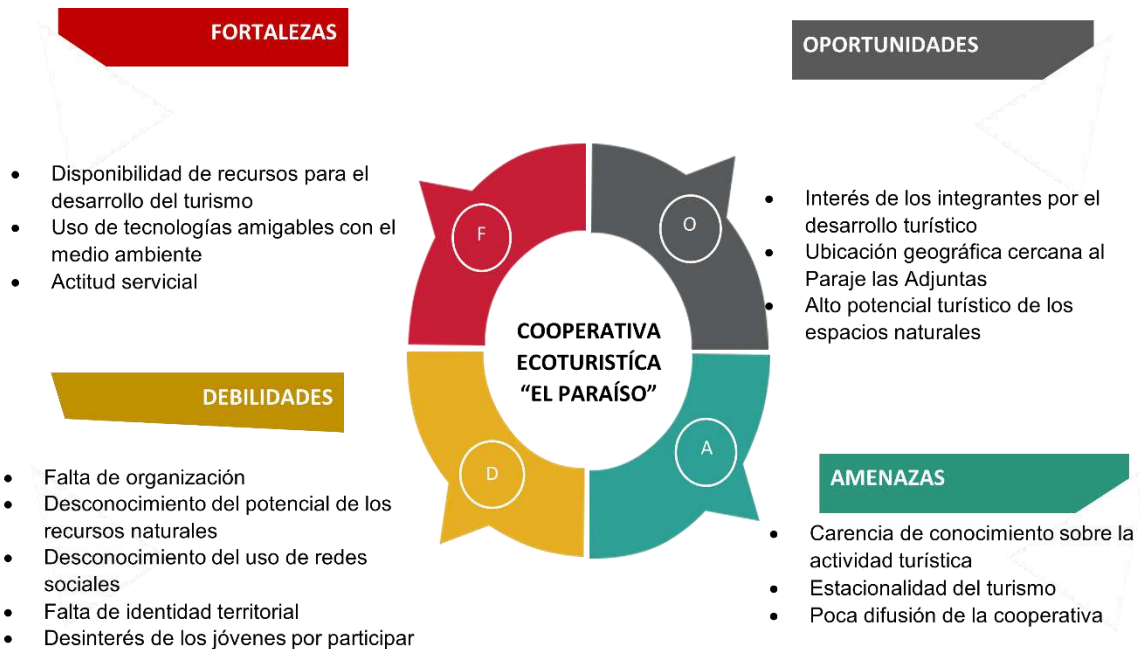 FORTALEZAS
• Disponibilidad de recursos para el
desarrollo del turismo
• Uso de tecnologías amigables con el
medio ambiente
• Actitud servicial
OPORTUNIDADES
• Interés de los integrantes por el
desarrollo turístico
• Ubicación geográfica cercana al
Paraje las Adjuntas
• Alto potencial turístico de los
espacios naturales
F
O
COOPERATIVA
ECOTURISTÍCA
“EL PARAÍSO”
D
A
DEBILIDADES
• Falta de organización
• Desconocimiento del potencial de los
recursos naturales
• Desconocimiento del uso de redes
sociales
• Falta de identidad territorial
• Desinterés de los jóvenes por participar
AMENAZAS
• Carencia de conocimiento sobre la
actividad turística
• Estacionalidad del turismo
• Poca difusión de la cooperativa